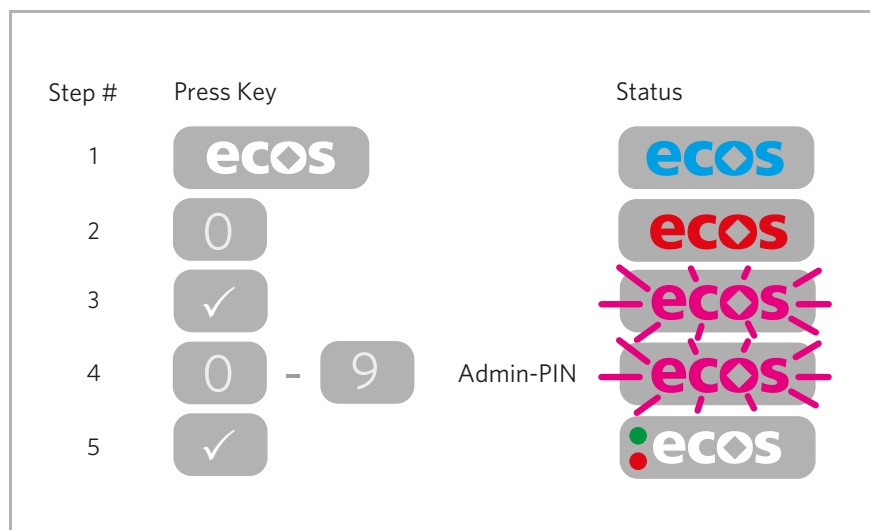 Step # Press Key Status
1 ecos ecos
2 0 ecos
3 ✓ ecos
4 0 - 9 Admin-PIN ecos
5 ✓ ecos